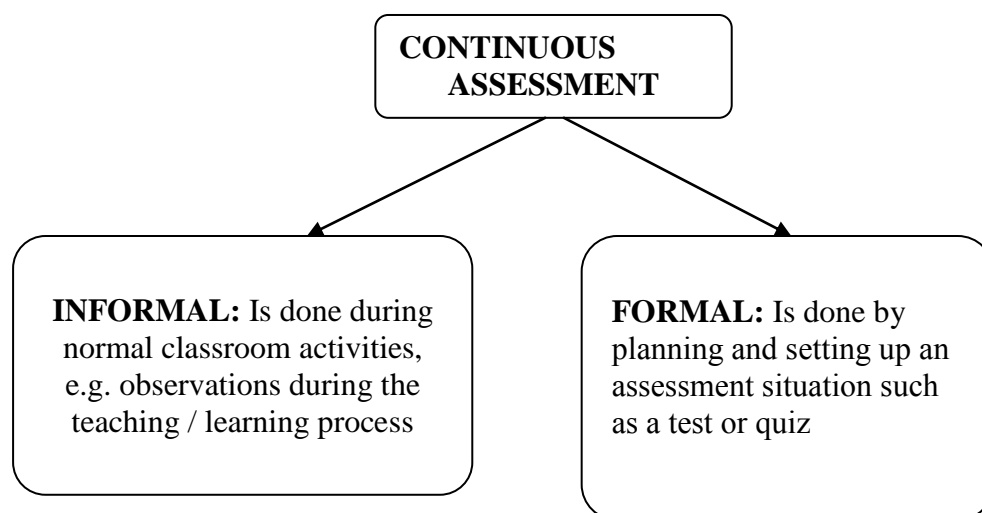 CONTINUOUS
ASSESSMENT
INFORMAL: Is done during
normal classroom activities,
e.g. observations during the
teaching / learning process
FORMAL: Is done by
planning and setting up an
assessment situation such
as a test or quiz